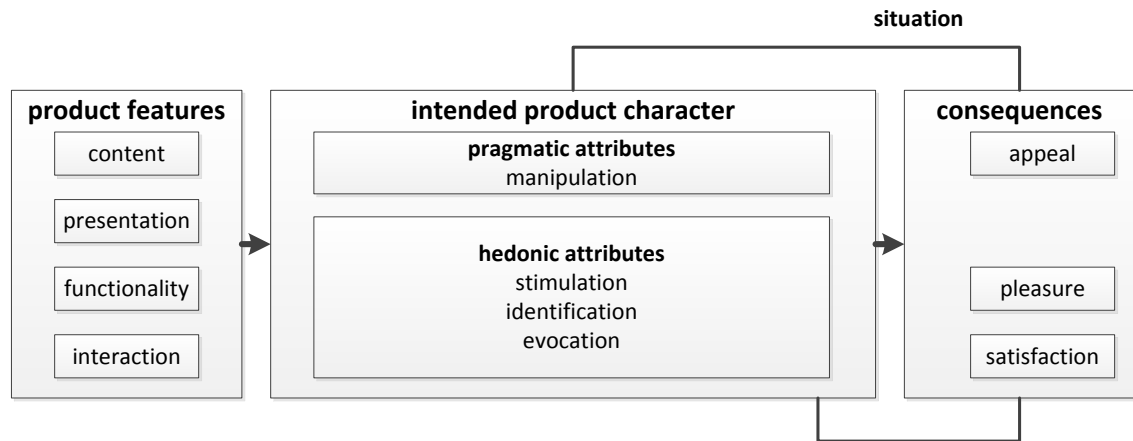 situation
product features
content
presentation
functionality
interaction
intended product character
pragmatic attributes
manipulation
hedonic attributes
stimulation
identification
evocation
consequences
appeal
pleasure
satisfaction